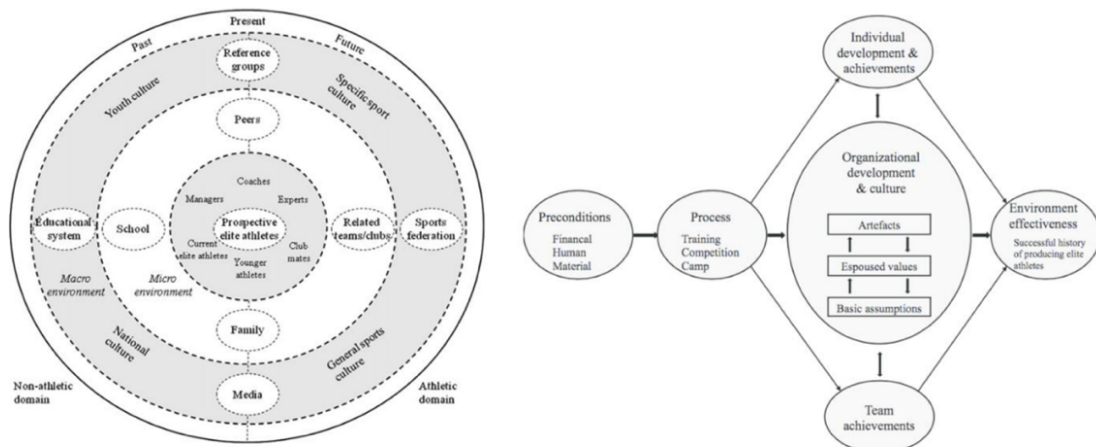 Present
Past
Future
Reference
groups
Youth culture
Specific sport
culture
Peers
Coaches
Managers
Experts
Educational
system
School
Prospective
elite athletes
Related
teams/clubs
Sports
federation
Current
elite athletes
Club
mates
Younger
athletes
Macro
environment
Micro
environment
Family
National
culture
General sports
culture
Media
Non-athletic
domain
Athletic
domain
Individual
development &
achievements
Organizational
development
& culture
Preconditions
Financal
Human
Material
Process
Training
Competition
Camp
Artefacts
Espoused values
Basic assumptions
Environment
effectiveness
Successful history
of producing elite
athletes
Team
achievements